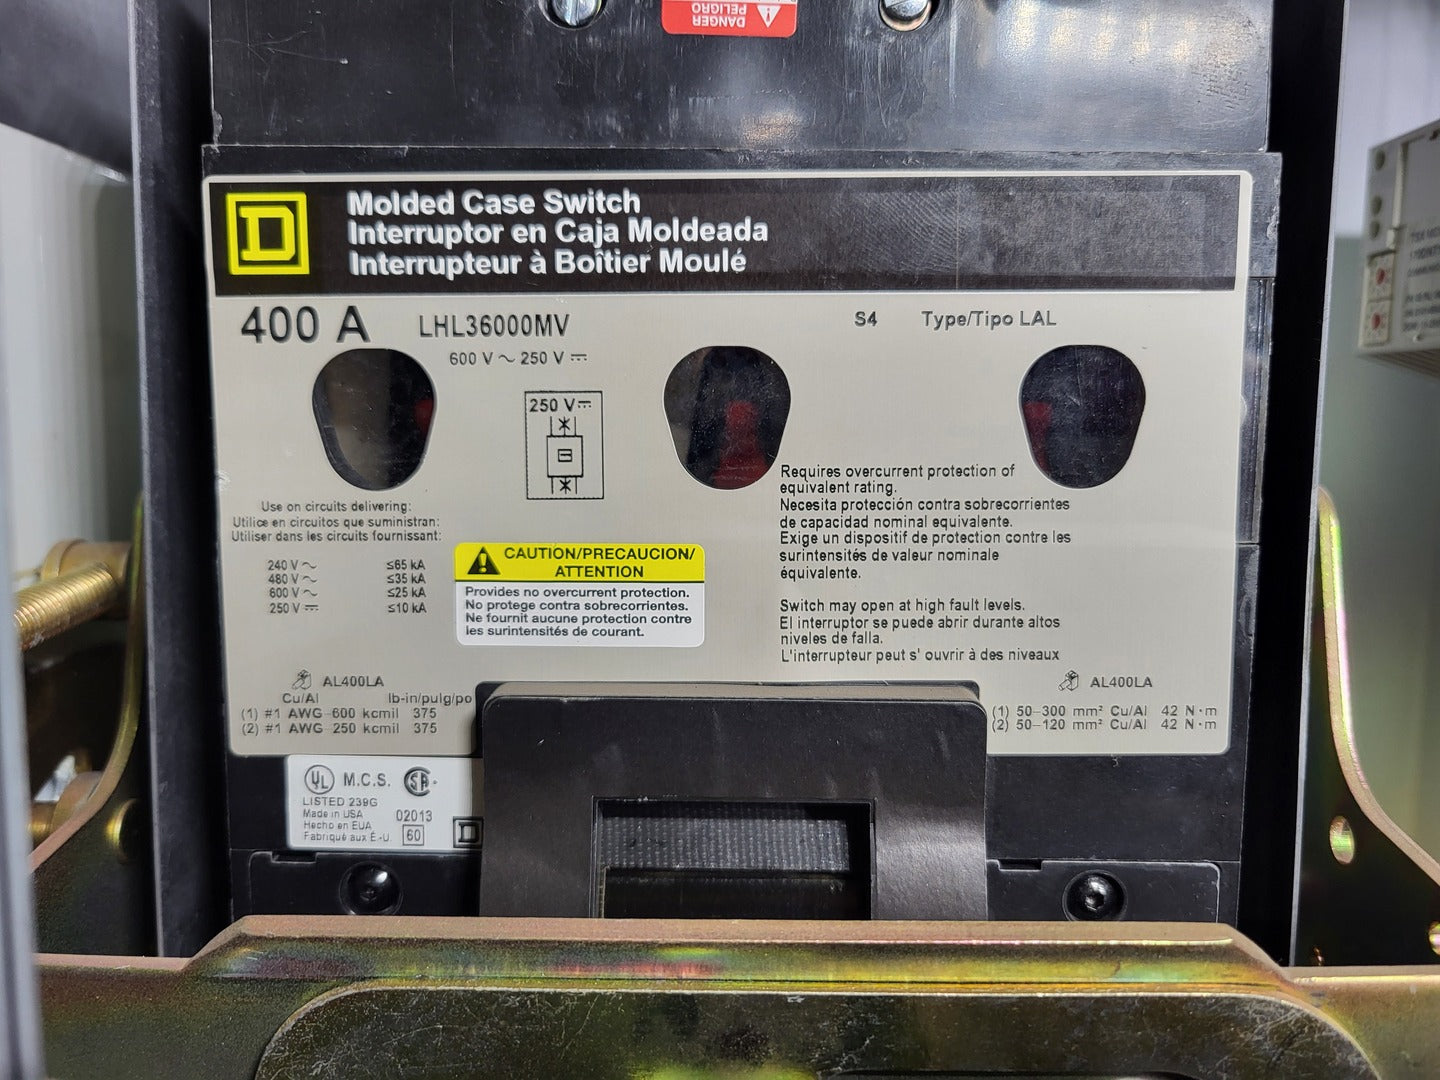 DANGER
PELIGRO
D
Molded Case Switch
Interruptor en Caja Moldeada
Interrupteur à Boîtier Moulé
400 A LHL36000MV S4 Type/Tipo LAL
600 V ~ 250 V ⎓
250 V ⎓
Requires overcurrent protection of
equivalent rating.
Necesita protección contra sobrecorrientes
de capacidad nominal equivalente.
Exige un dispositif de protection contre les
surintensités de valeur nominale
équivalente.
Switch may open at high fault levels.
El interruptor se puede abrir durante altos
niveles de falla.
L'interrupteur peut s' ouvrir à des niveaux
Use on circuits delivering:
Utilice en circuitos que suministran:
Utiliser dans les circuits fournissant:
240 V ~ ≤65 kA
480 V ~ ≤35 kA
600 V ~ ≤25 kA
250 V ⎓ ≤10 kA
CAUTION/PRECAUCION/
ATTENTION
Provides no overcurrent protection.
No protege contra sobrecorrientes.
Ne fournit aucune protection contre
les surintensités de courant.
AL400LA
Cu/Al lb-in/pulg/po
(1) #1 AWG–600 kcmil 375
(2) #1 AWG–250 kcmil 375
AL400LA
(1) 50–300 mm² Cu/Al 42 N·m
(2) 50–120 mm² Cu/Al 42 N·m
UL M.C.S. SA
LISTED 239G
Made in USA 02013
Hecho en EUA
Fabriqué aux É.-U 60
D